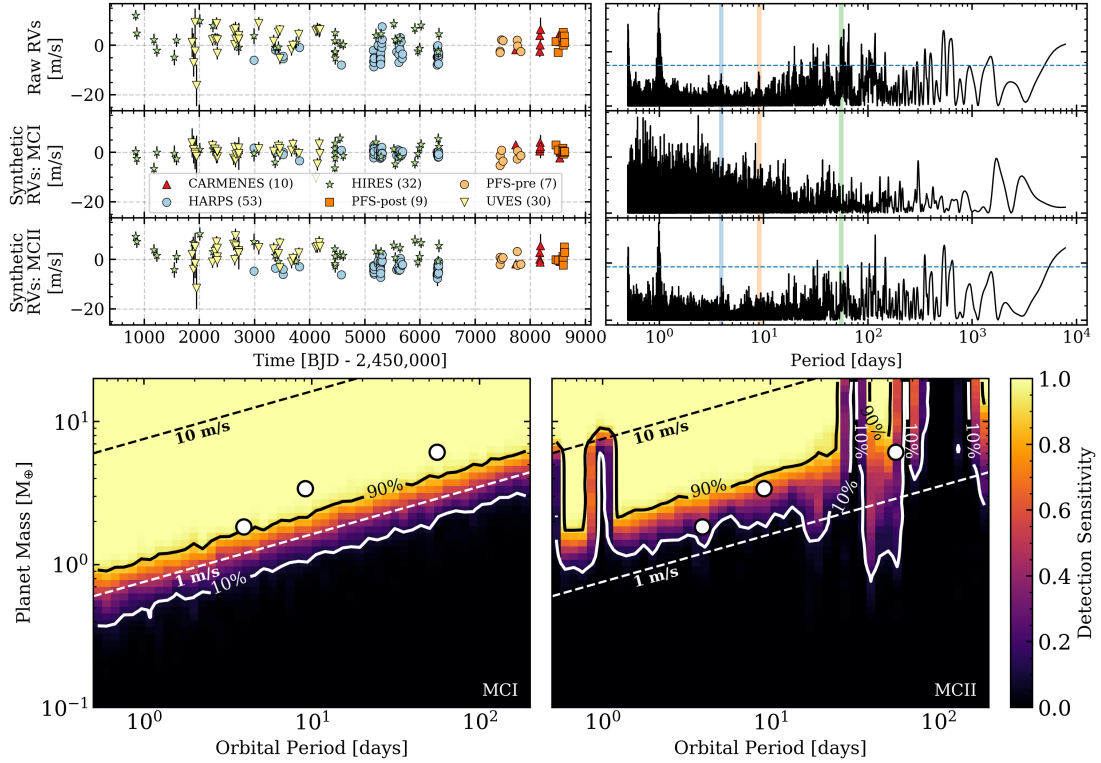 Raw RVs
[m/s]
0
−20
Synthetic
RVs: MCI
[m/s]
0
−20
CARMENES (10)
HIRES (32)
PFS-pre (7)
HARPS (53)
PFS-post (9)
UVES (30)
Synthetic
RVs: MCII
[m/s]
0
−20
1000 2000 3000 4000 5000 6000 7000 8000 9000
Time [BJD - 2,450,000]
10^0 10^1 10^2 10^3 10^4
Period [days]
Planet Mass [M⊕]
10^1
10^0
10^−1
10 m/s
90%
1 m/s
10%
MCI
10^0 10^1 10^2
Orbital Period [days]
10 m/s
90%
90%
10%
10%
10%
10%
1 m/s
MCII
10^0 10^1 10^2
Orbital Period [days]
1.0
0.8
0.6
0.4
0.2
0.0
Detection Sensitivity